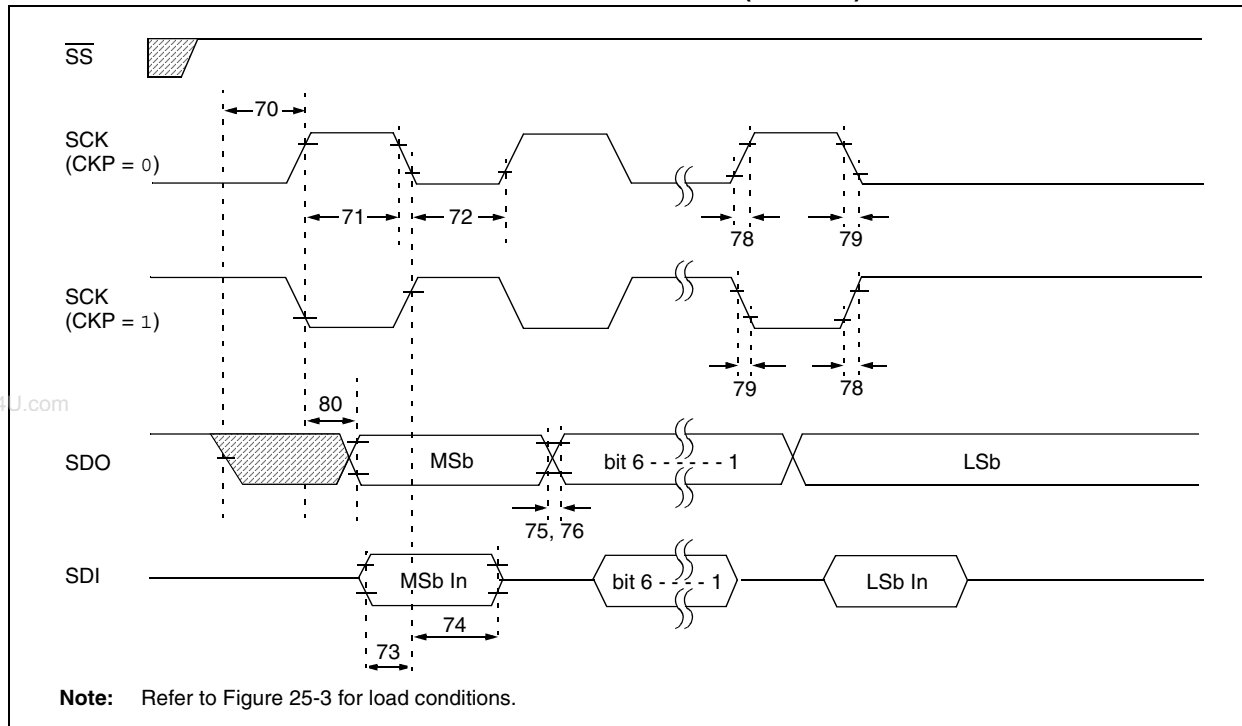 SS
70
SCK
(CKP = 0)
71
72
78
79
SCK
(CKP = 1)
79
78
4U.com
80
SDO
MSb
bit 6 - - - - - - 1
LSb
75, 76
SDI
MSb In
bit 6 - - - - - 1
LSb In
74
73
Note: Refer to Figure 25-3 for load conditions.